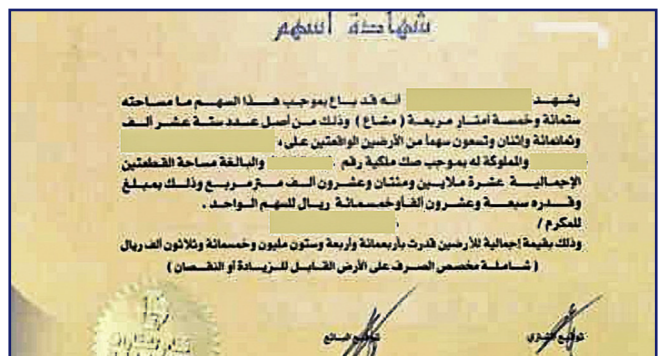 شهادة أسهم
يشهد أنه قد باع بموجب هذا السهم ما مساحته
ستمائة وخمسة أمتار مربعة (مشاع) وذلك من أصل عدد ستة عشر ألف
وثمانمائة وإثنان وتسعون سهماً من الأرضين الواقعتين على ،
والمملوكة له بموجب صك ملكية رقم والبالغة مساحة القطعتين
الإجمالية عشرة ملايين ومئتان وعشرون ألف متر مربع وذلك بمبلغ
وقدره سبعة وعشرون ألفاً وخمسمائة ريال للسهم الواحد .
للمكرم /
وذلك بقيمة إجمالية للأرضين قدرت بأربعمائة وأربعة وستون مليون وخمسمائة وثلاثون ألف ريال
( شاملة مخصص الصرف على الأرض القابل للزيادة أو النقصان )
توقيع المشتري توقيع البائع